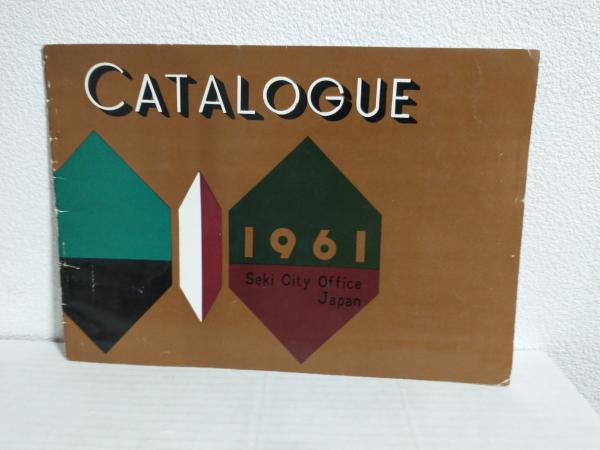 CATALOGUE
1961
Seki City Office
Japan